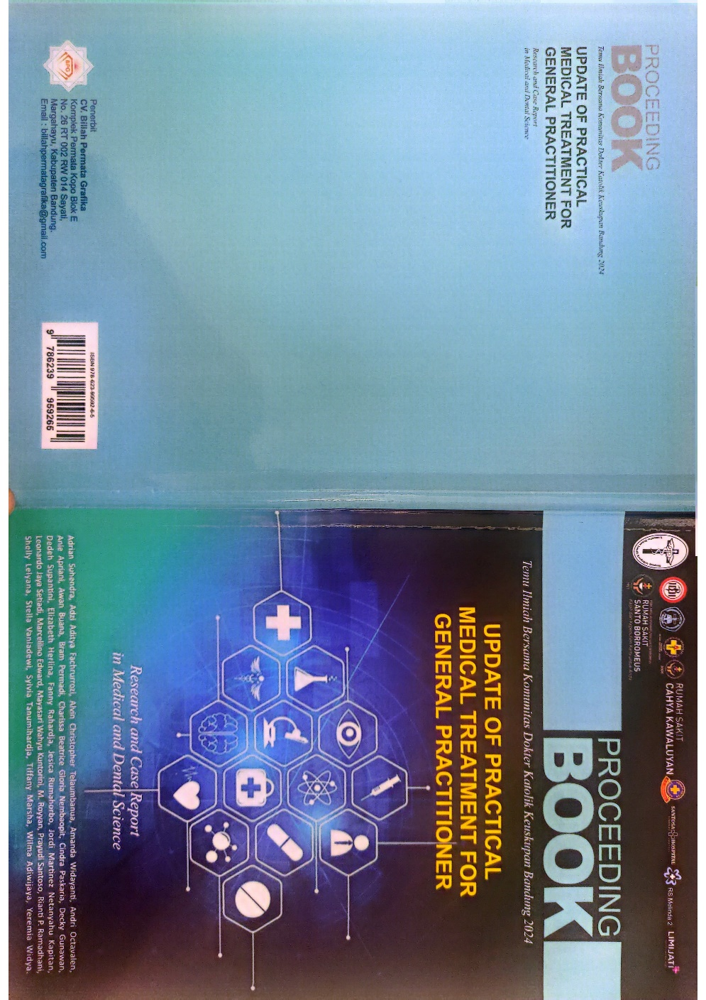 PROCEEDING
BOOK
Temu Ilmiah Bersama Komunitas Dokter Katolik Keuskupan Bandung 2024
UPDATE OF PRACTICAL
MEDICAL TREATMENT FOR
GENERAL PRACTITIONER
Research and Case Report
in Medical and Dental Science
Penerbit
CV. Billah Permata Grafika
Komplek Permata Kopo Blok E
No. 26 RT 002 RW 014 Sayati,
Margahayu, Kabupaten Bandung.
Email : billahpermatagrafika@gmail.com
BPG
ISBN 978-623-99592-6-5
9 786239 959265
RUMAH SAKIT
CAHYA KAWALUYAN
SANTOSA HOSPITAL
RS Melinda 2
LIMIJATI
RUMAH SAKIT
SANTO BORROMEUS
PROCEEDING
BOOK
Temu Ilmiah Bersama Komunitas Dokter Katolik Keuskupan Bandung 2024
UPDATE OF PRACTICAL
MEDICAL TREATMENT FOR
GENERAL PRACTITIONER
Research and Case Report
in Medical and Dental Science
Adrian Suhendra, Adzi Aditya Fachrurrozi, Alvin Christopher Telaumbanua, Amanda Widayanti, Andri Octavalen,
Anie Apriani, Awan Buana, Bram Permadi, Charissa Beatrice Gloria Nembaopit, Cindra Paskaria, Decky Gunawan,
Dedeh Supantini, Elizabeth Herlina, Fanny Rahardja, Jesica Rumahorbo, Jordi Martinez Netanyahu Kapitan,
Leonardo Jaya Setiadi, Marcelino Edward, Mayasari Wahyu Kuntorini, M. Royyan, Prayudi Santoso, Rianti P. Ramadhani,
Shelly Lelyana, Stella Vaniadewi, Sylvia Tanumihardja, Tiffany Marsha, Wilma Adiwijaya, Yeremia Widya.